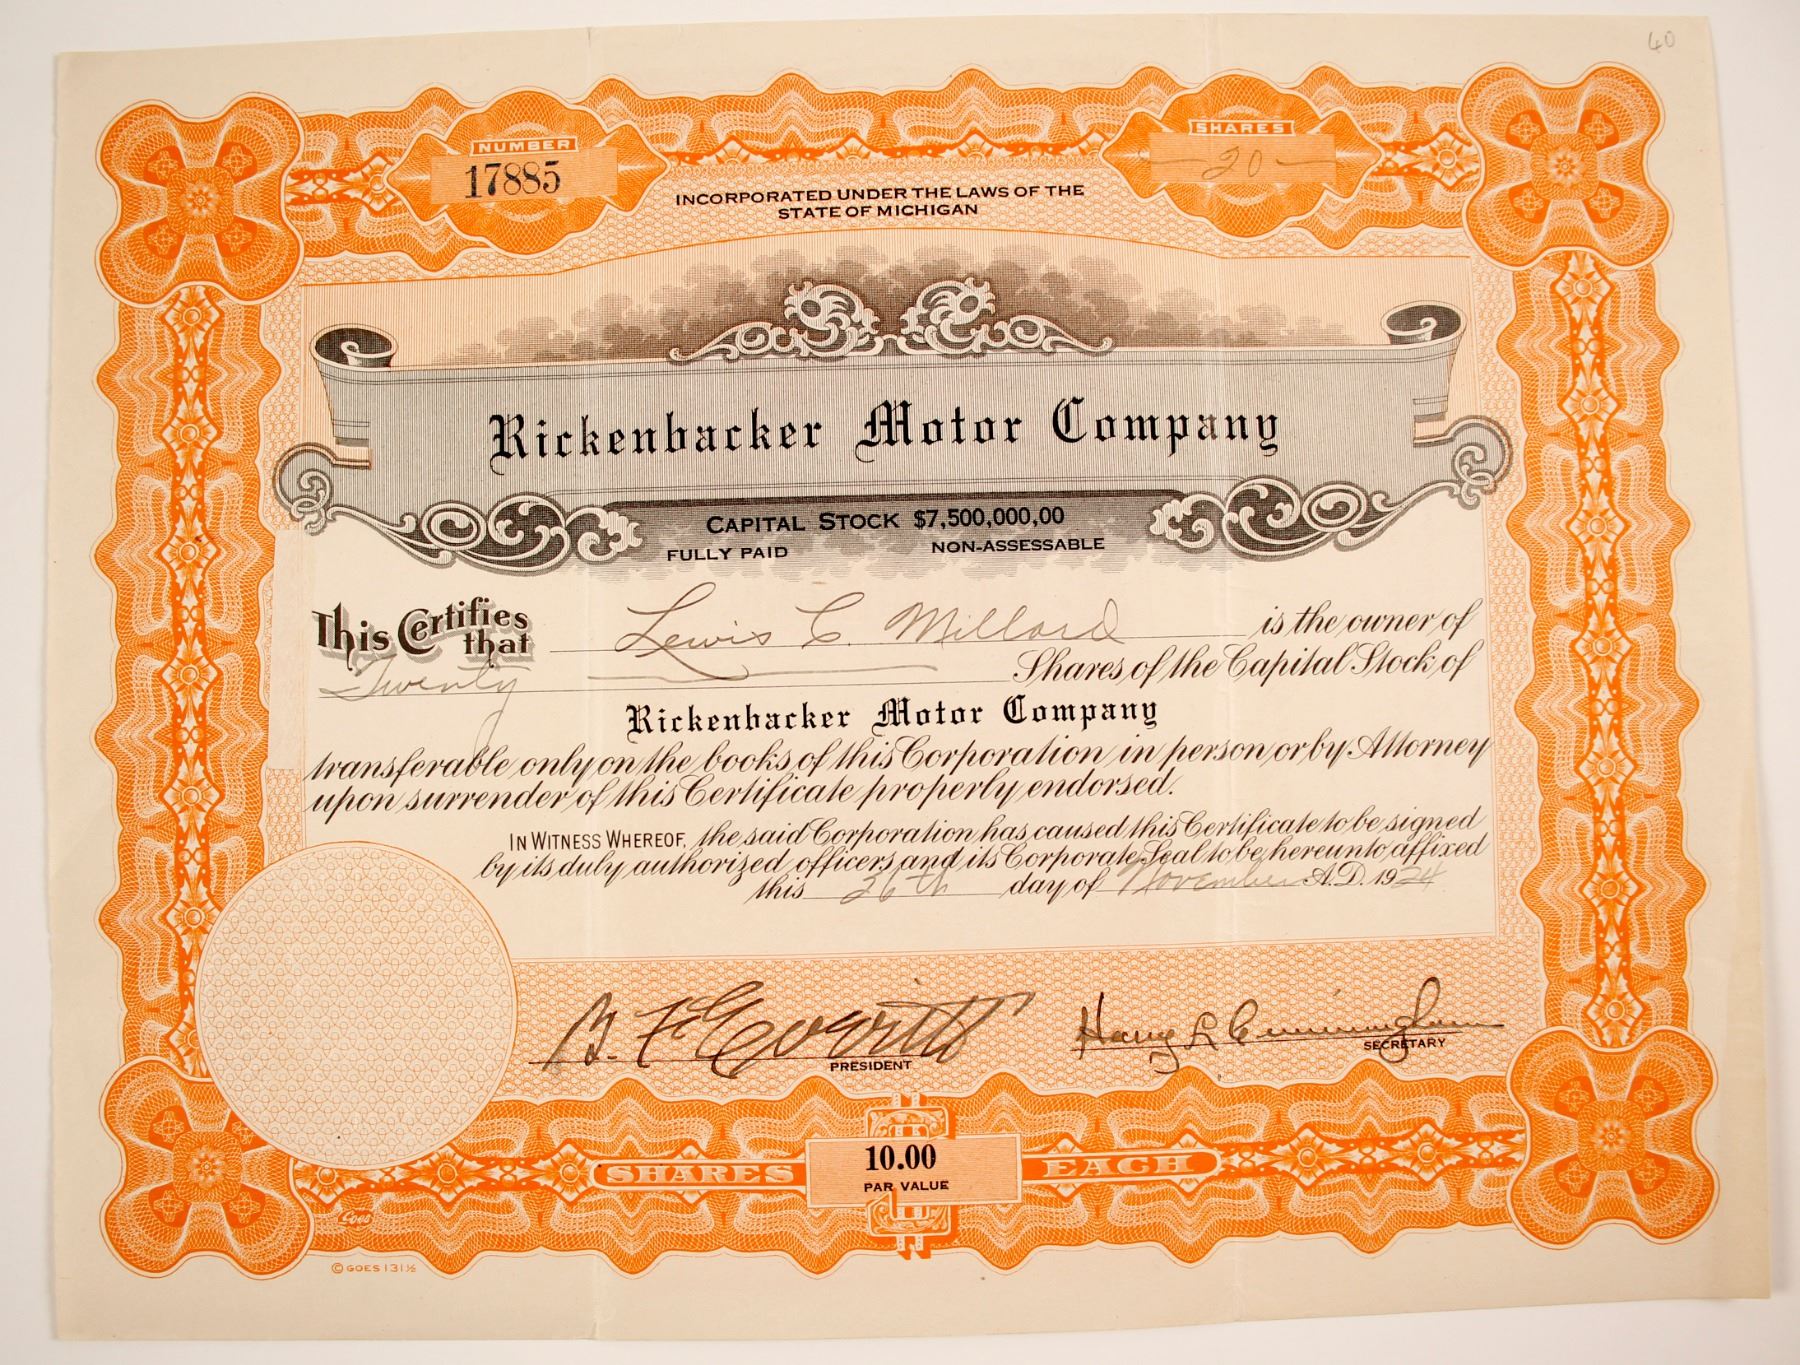 40
NUMBER
17885
SHARES
20
INCORPORATED UNDER THE LAWS OF THE
STATE OF MICHIGAN
Rickenbacker Motor Company
CAPITAL STOCK $7,500,000,00
FULLY PAID NON-ASSESSABLE
This Certifies that Lewis C. Millard is the owner of
Twenty Shares of the Capital Stock of
Rickenbacker Motor Company
transferable only on the books of this Corporation in person or by Attorney
upon surrender of this Certificate properly endorsed.
IN WITNESS WHEREOF, the said Corporation has caused this Certificate to be signed
by its duly authorized officers and its Corporate Seal to be hereunto affixed
this 26th day of November A.D. 1924
B. F. Everitt Harry L. Cunningham
PRESIDENT SECRETARY
SHARES 10.00 EACH
PAR VALUE
Goes
© GOES 131½